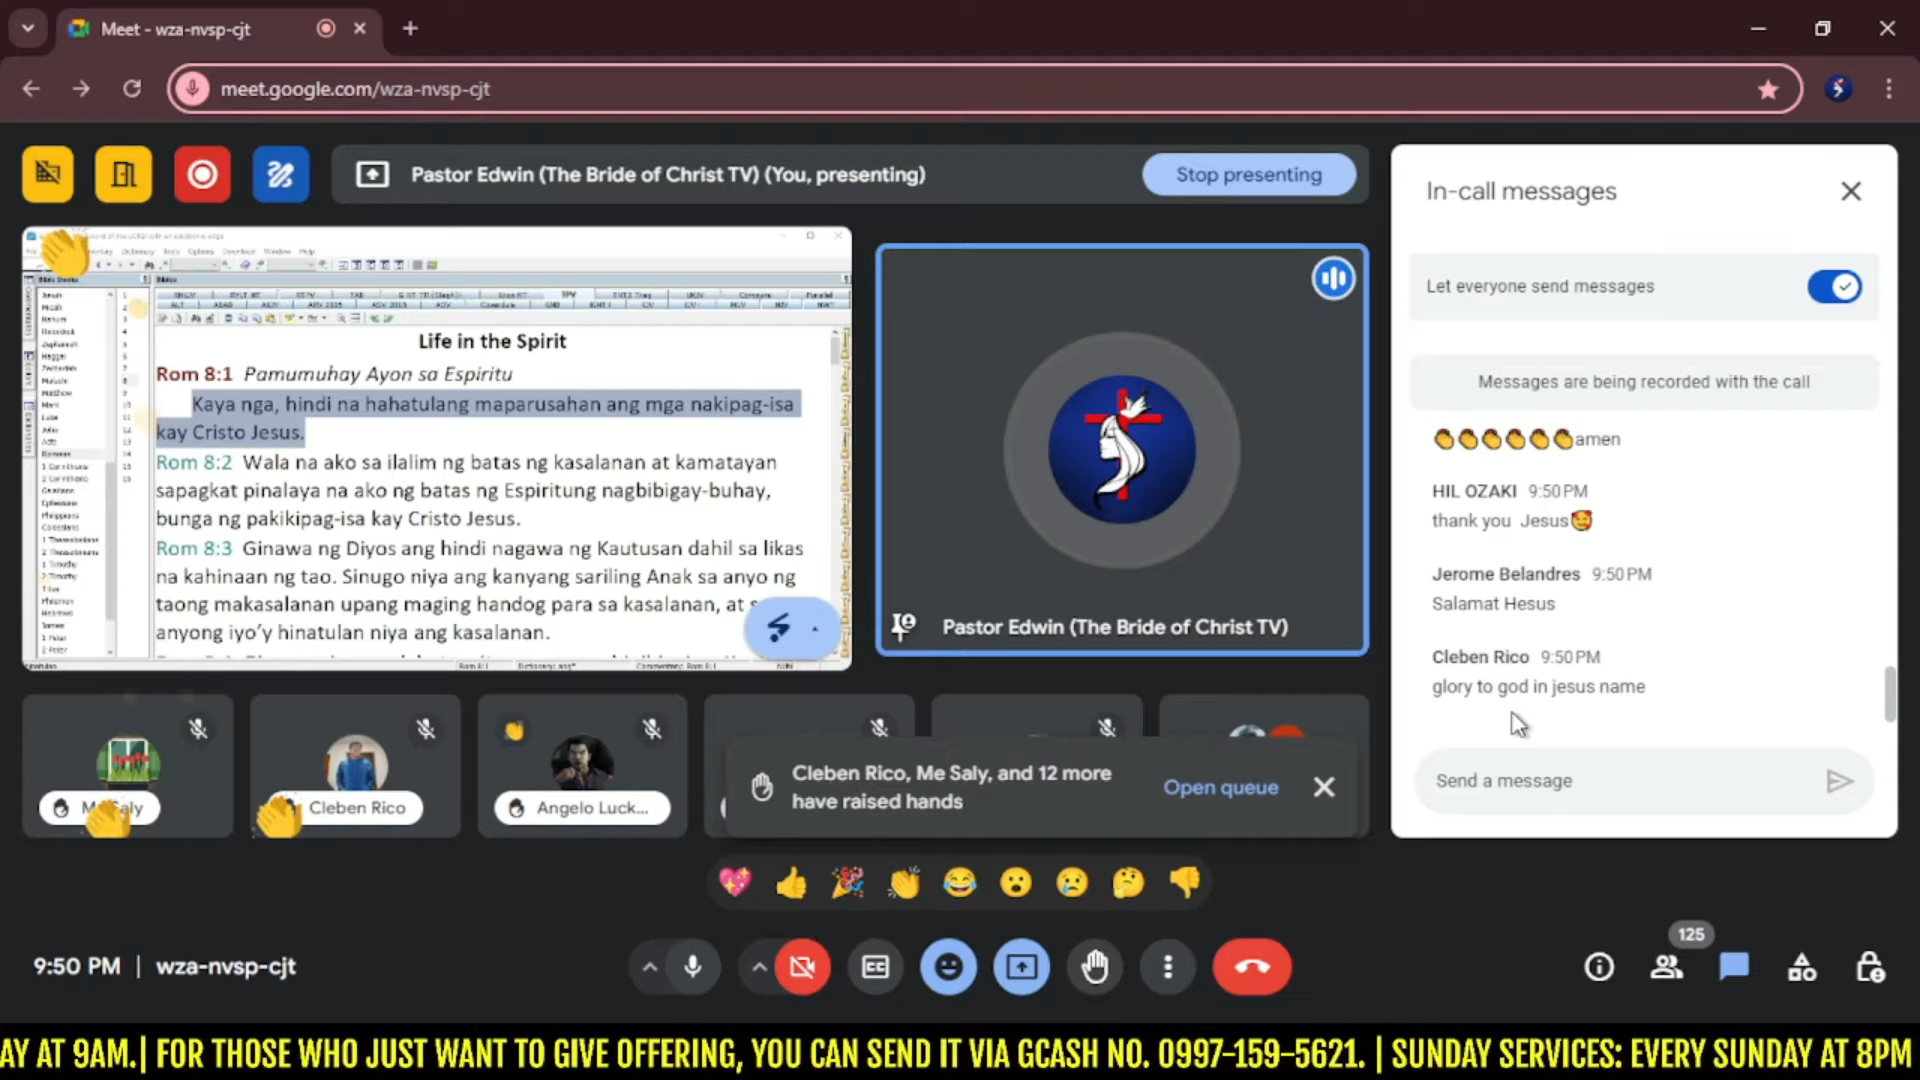 Meet - wza-nvsp-cjt
meet.google.com/wza-nvsp-cjt
Pastor Edwin (The Bride of Christ TV) (You, presenting)
Stop presenting
Life in the Spirit
Rom 8:1 Pamumuhay Ayon sa Espiritu
Kaya nga, hindi na hahatulang maparusahan ang mga nakipag-isa
kay Cristo Jesus.
Rom 8:2 Wala na ako sa ilalim ng batas ng kasalanan at kamatayan
sapagkat pinalaya na ako ng batas ng Espiritung nagbibigay-buhay,
bunga ng pakikipag-isa kay Cristo Jesus.
Rom 8:3 Ginawa ng Diyos ang hindi nagawa ng Kautusan dahil sa likas
na kahinaan ng tao. Sinugo niya ang kanyang sariling Anak sa anyo ng
taong makasalanan upang maging handog para sa kasalanan, at
anyong iyo'y hinatulan niya ang kasalanan.
Pastor Edwin (The Bride of Christ TV)
Cleben Rico
Angelo Luck...
Cleben Rico, Me Saly, and 12 more
have raised hands
Open queue
In-call messages
Let everyone send messages
Messages are being recorded with the call
👏👏👏👏👏👏amen
HIL OZAKI 9:50 PM
thank you Jesus🥰
Jerome Belandres 9:50 PM
Salamat Hesus
Cleben Rico 9:50 PM
glory to god in jesus name
Send a message
9:50 PM | wza-nvsp-cjt
125
AY AT 9AM.| FOR THOSE WHO JUST WANT TO GIVE OFFERING, YOU CAN SEND IT VIA GCASH NO. 0997-159-5621. | SUNDAY SERVICES: EVERY SUNDAY AT 8PM